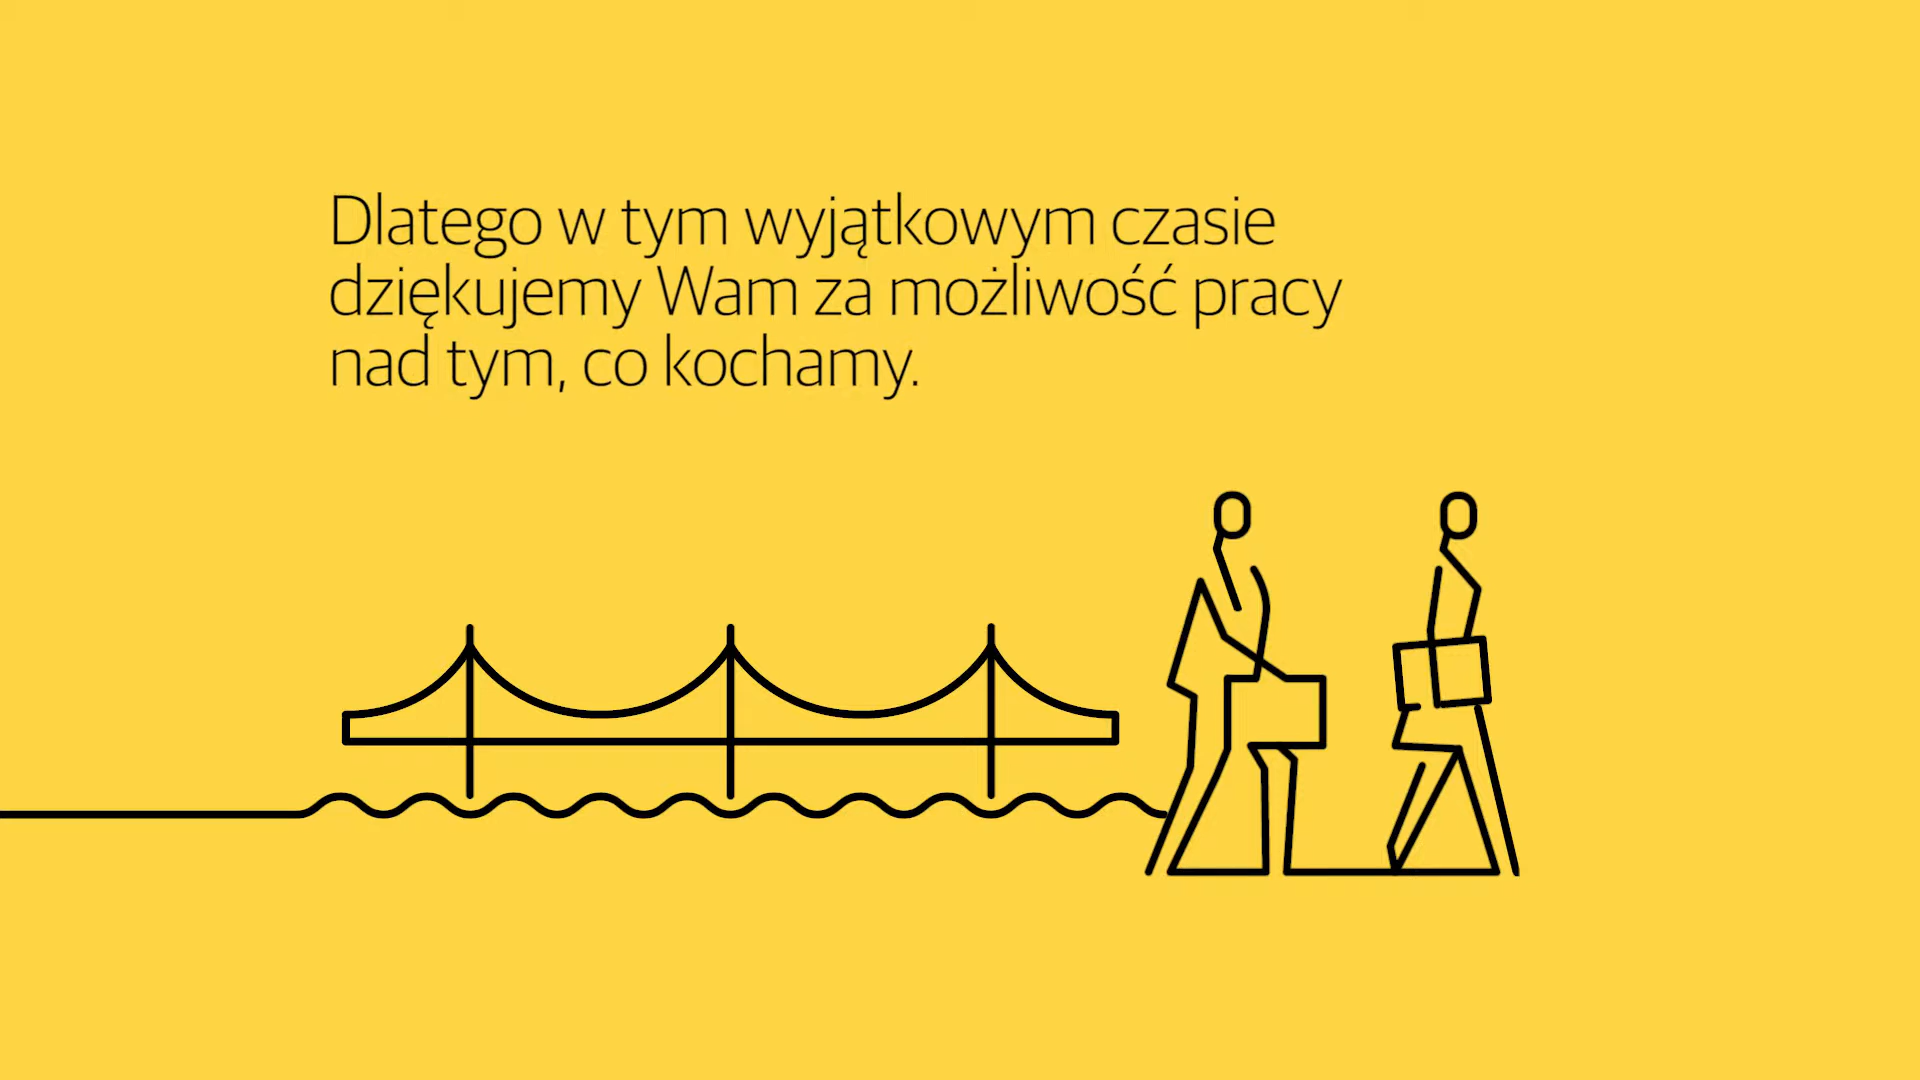 Dlatego w tym wyjątkowym czasie
dziękujemy Wam za możliwość pracy
nad tym, co kochamy.